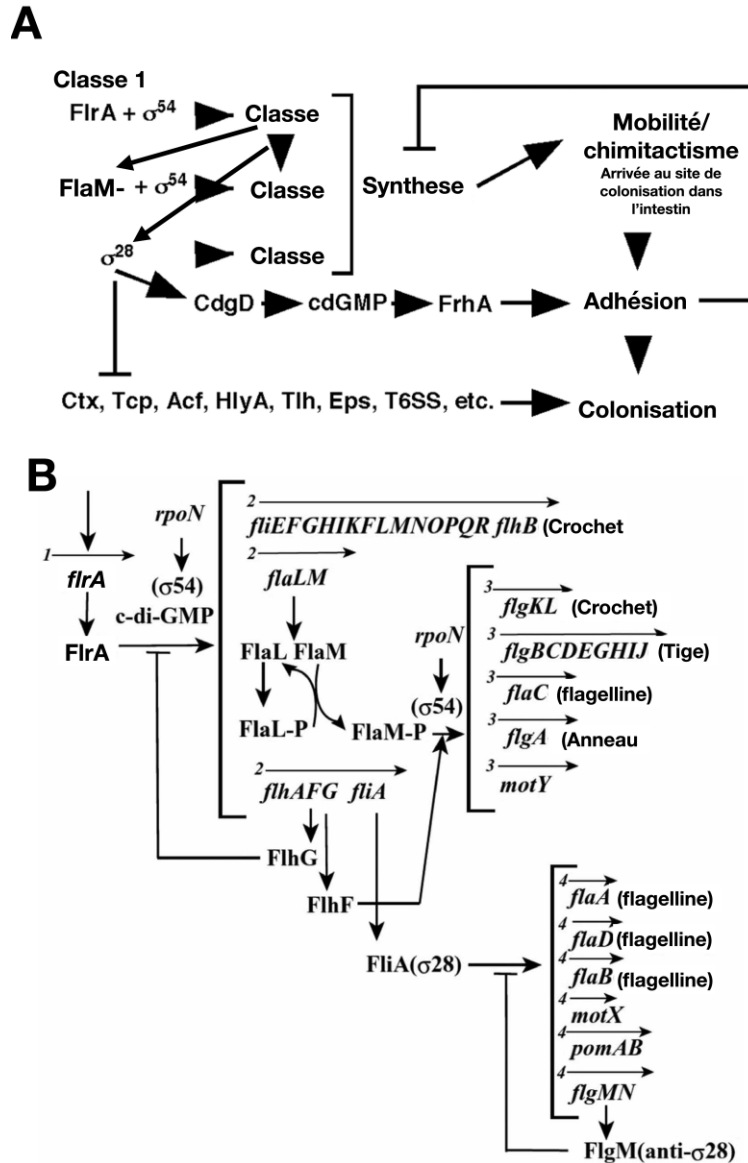 A
Classe 1
FlrA + σ54 Classe
FlaM- + σ54 Classe
σ28 Classe
Synthese
Mobilité/
chimitactisme
Arrivée au site de
colonisation dans
l'intestin
CdgD cdGMP FrhA Adhésion
Ctx, Tcp, Acf, HlyA, Tlh, Eps, T6SS, etc. Colonisation
B
1
flrA
FlrA
rpoN
(σ54)
c-di-GMP
2
fliEFGHIKFLMNOPQR flhB (Crochet
2
flaLM
FlaL FlaM
FlaL-P FlaM-P
rpoN
(σ54)
2
flhAFG fliA
FlhG
FlhF
FliA(σ28)
3
flgKL (Crochet)
3
flgBCDEGHIJ (Tige)
3
flaC (flagelline)
3
flgA (Anneau
3
motY
4
flaA (flagelline)
4
flaD (flagelline)
4
flaB (flagelline)
4
motX
4
pomAB
4
flgMN
FlgM(anti-σ28)